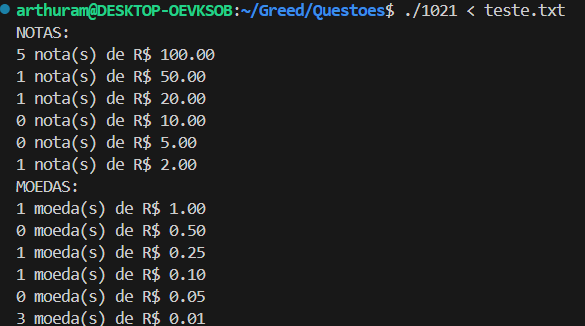 arthuram@DESKTOP-OEVKSOB:~/Greed/Questoes$ ./1021 < teste.txt
NOTAS:
5 nota(s) de R$ 100.00
1 nota(s) de R$ 50.00
1 nota(s) de R$ 20.00
0 nota(s) de R$ 10.00
0 nota(s) de R$ 5.00
1 nota(s) de R$ 2.00
MOEDAS:
1 moeda(s) de R$ 1.00
0 moeda(s) de R$ 0.50
1 moeda(s) de R$ 0.25
1 moeda(s) de R$ 0.10
0 moeda(s) de R$ 0.05
3 moeda(s) de R$ 0.01